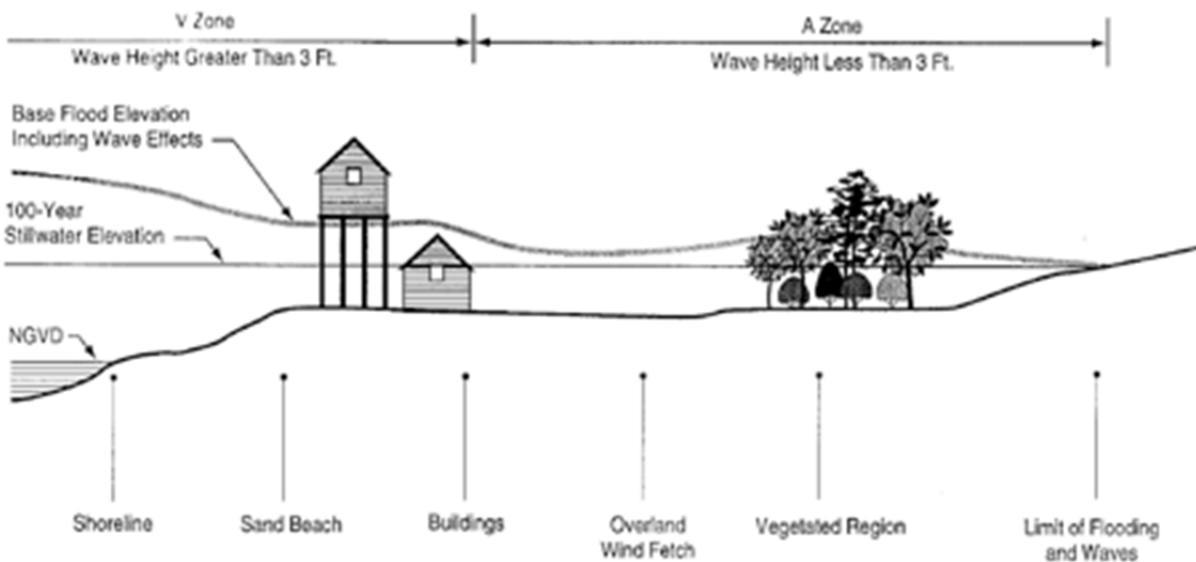 V Zone
A Zone
Wave Height Greater Than 3 Ft.
Wave Height Less Than 3 Ft.
Base Flood Elevation
Including Wave Effects
100-Year
Stillwater Elevation
NGVD
Shoreline
Sand Beach
Buildings
Overland
Wind Fetch
Vegetated Region
Limit of Flooding
and Waves